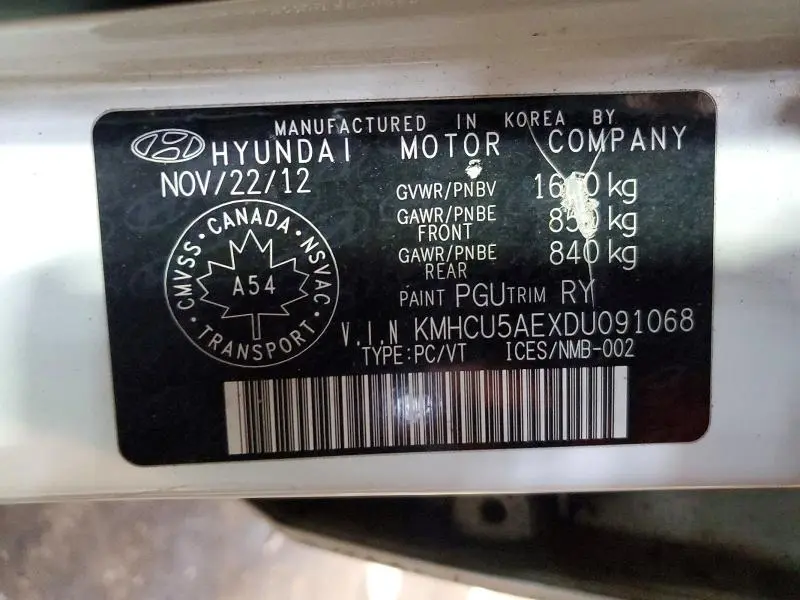 MANUFACTURED IN KOREA BY
HYUNDAI MOTOR COMPANY
NOV/22/12
GVWR/PNBV 1600 kg
GAWR/PNBE FRONT 850 kg
GAWR/PNBE REAR 840 kg
PAINT PGU TRIM RY
CMVSS · CANADA · NSVAC · TRANSPORT ·
A54
V.I.N KMHCU5AEXDU091068
TYPE:PC/VT ICES/NMB-002